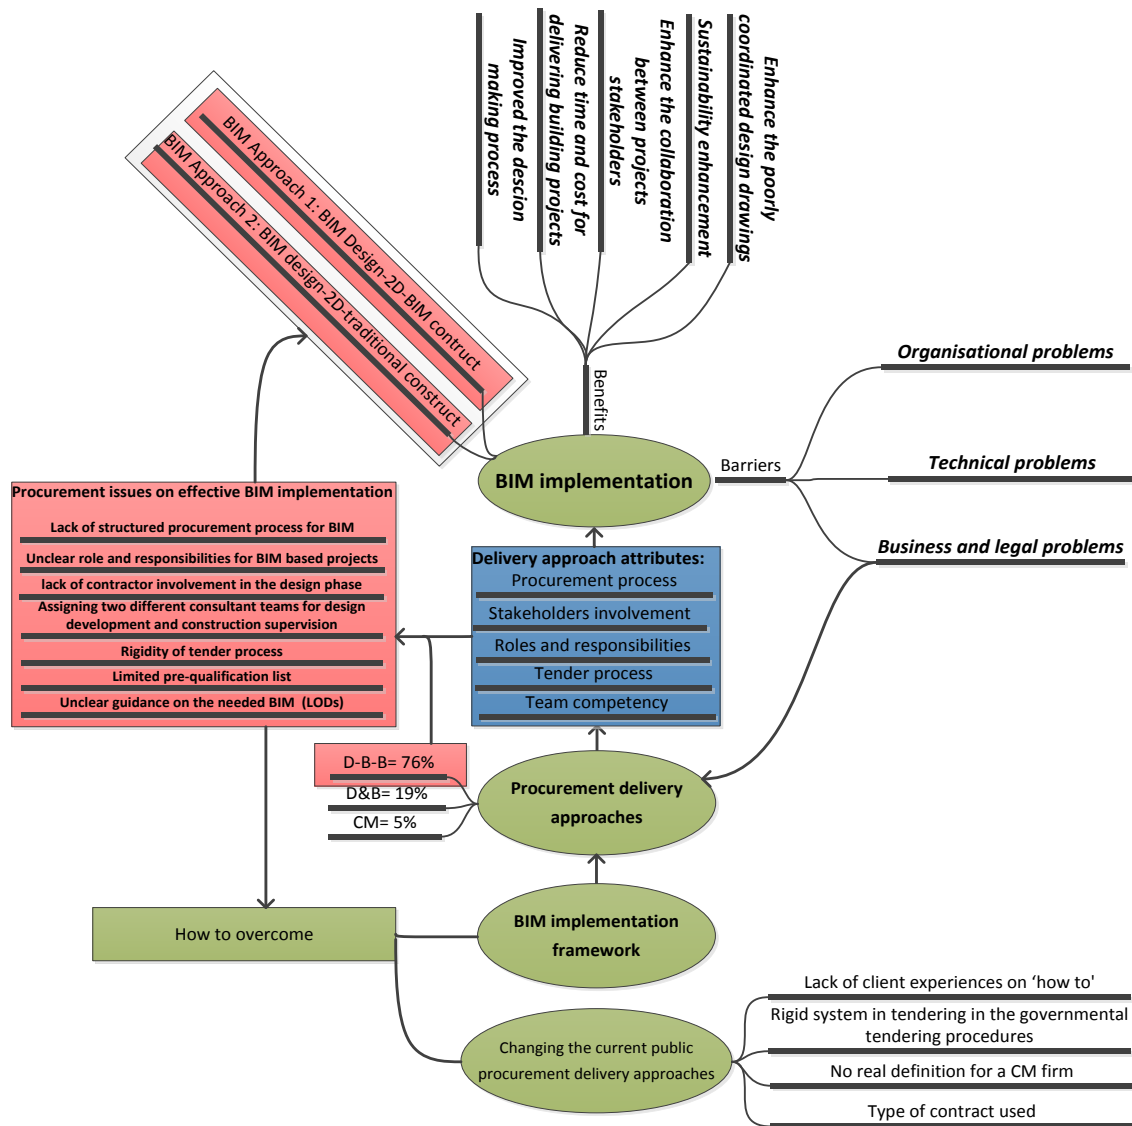 Enhance the poorly
coordinated design drawings
Sustainability enhancement
Enhance the collaboration
between projects
stakeholders
Reduce time and cost for
delivering building projects
Improved the descion
making process
BIM Approach 1: BIM Design-2D-BIM contruct
BIM Approach 2: BIM design-2D-traditional construct
Benefits
BIM implementation
Barriers
Organisational problems
Technical problems
Business and legal problems
Procurement issues on effective BIM implementation
Lack of structured procurement process for BIM
Unclear role and responsibilities for BIM based projects
lack of contractor involvement in the design phase
Assigning two different consultant teams for design
development and construction supervision
Rigidity of tender process
Limited pre-qualification list
Unclear guidance on the needed BIM (LODs)
Delivery approach attributes:
Procurement process
Stakeholders involvement
Roles and responsibilities
Tender process
Team competency
D-B-B= 76%
D&B= 19%
CM= 5%
Procurement delivery
approaches
BIM implementation
framework
How to overcome
Changing the current public
procurement delivery approaches
Lack of client experiences on ‘how to'
Rigid system in tendering in the governmental
tendering procedures
No real definition for a CM firm
Type of contract used